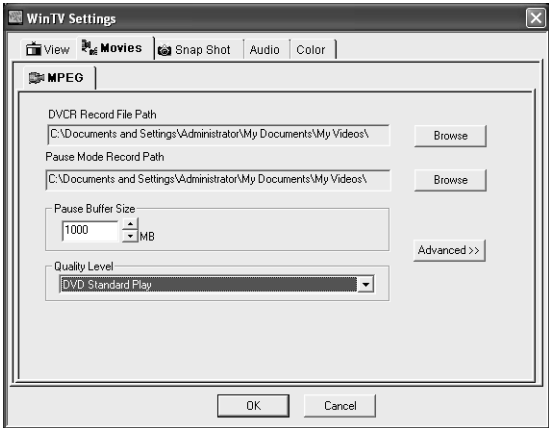 WinTV Settings
View Movies Snap Shot Audio Color
MPEG
DVCR Record File Path
C:\Documents and Settings\Administrator\My Documents\My Videos\ Browse
Pause Mode Record Path
C:\Documents and Settings\Administrator\My Documents\My Videos\ Browse
Pause Buffer Size
1000 MB
Advanced >>
Quality Level
DVD Standard Play
OK Cancel